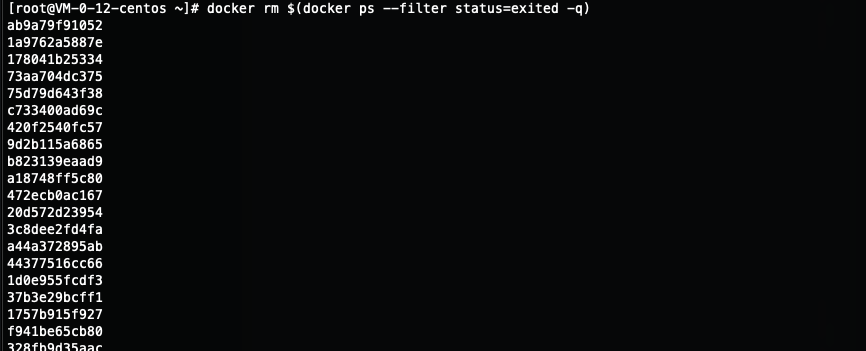 [root@VM-0-12-centos ~]# docker rm $(docker ps --filter status=exited -q)
ab9a79f91052
1a9762a5887e
178041b25334
73aa704dc375
75d79d643f38
c733400ad69c
420f2540fc57
9d2b115a6865
b823139eaad9
a18748ff5c80
472ecb0ac167
20d572d23954
3c8dee2fd4fa
a44a372895ab
44377516cc66
1d0e955fcdf3
37b3e29bcff1
1757b915f927
f941be65cb80
328fb9d35aac